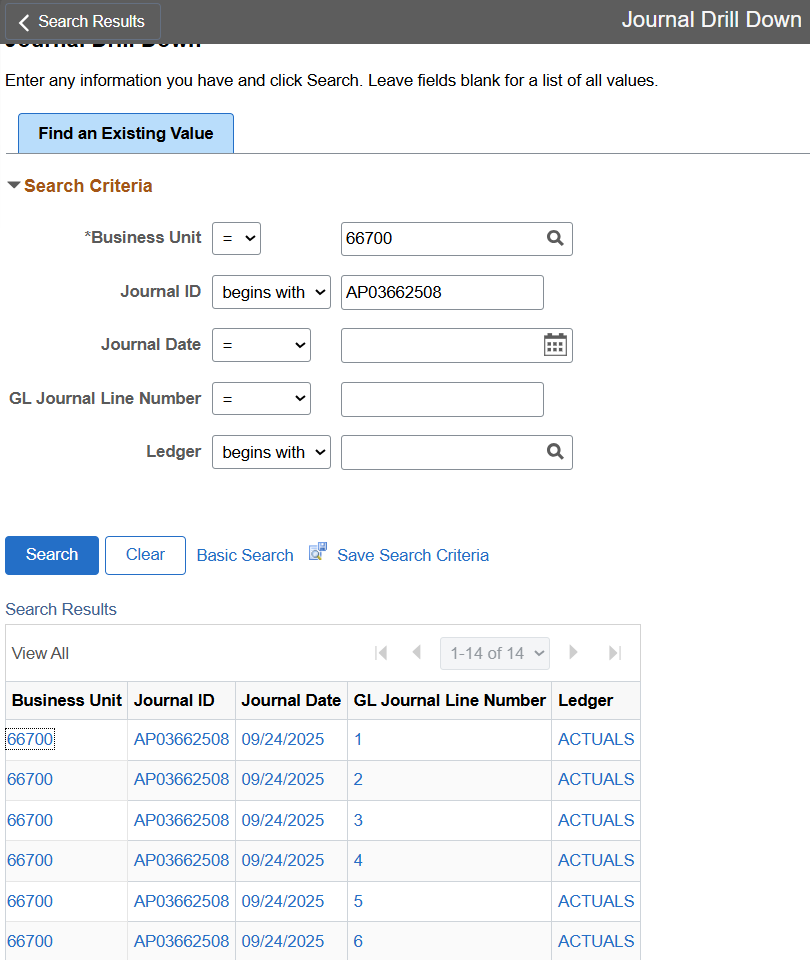 Search Results
Journal Drill Down
Journal Drill Down
Enter any information you have and click Search. Leave fields blank for a list of all values.
Find an Existing Value
Search Criteria
*Business Unit = 66700
Journal ID begins with AP03662508
Journal Date =
GL Journal Line Number =
Ledger begins with
Search Clear Basic Search Save Search Criteria
Search Results
View All 1-14 of 14
Business Unit Journal ID Journal Date GL Journal Line Number Ledger
66700 AP03662508 09/24/2025 1 ACTUALS
66700 AP03662508 09/24/2025 2 ACTUALS
66700 AP03662508 09/24/2025 3 ACTUALS
66700 AP03662508 09/24/2025 4 ACTUALS
66700 AP03662508 09/24/2025 5 ACTUALS
66700 AP03662508 09/24/2025 6 ACTUALS